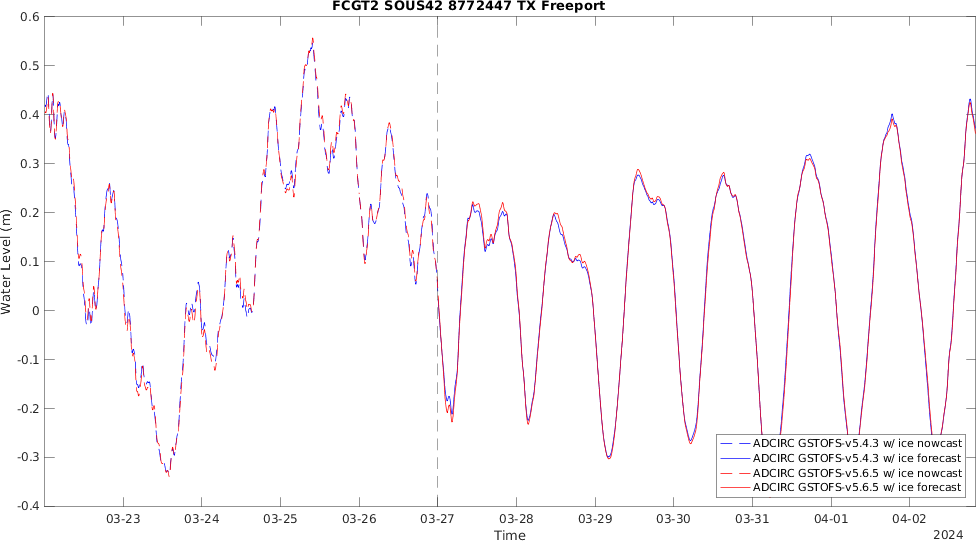 FCGT2 SOUS42 8772447 TX Freeport
0.6
0.5
0.4
0.3
0.2
0.1
0
-0.1
-0.2
-0.3
-0.4
Water Level (m)
ADCIRC GSTOFS-v5.4.3 w/ ice nowcast
ADCIRC GSTOFS-v5.4.3 w/ ice forecast
ADCIRC GSTOFS-v5.6.5 w/ ice nowcast
ADCIRC GSTOFS-v5.6.5 w/ ice forecast
03-23 03-24 03-25 03-26 03-27 03-28 03-29 03-30 03-31 04-01 04-02
Time
2024